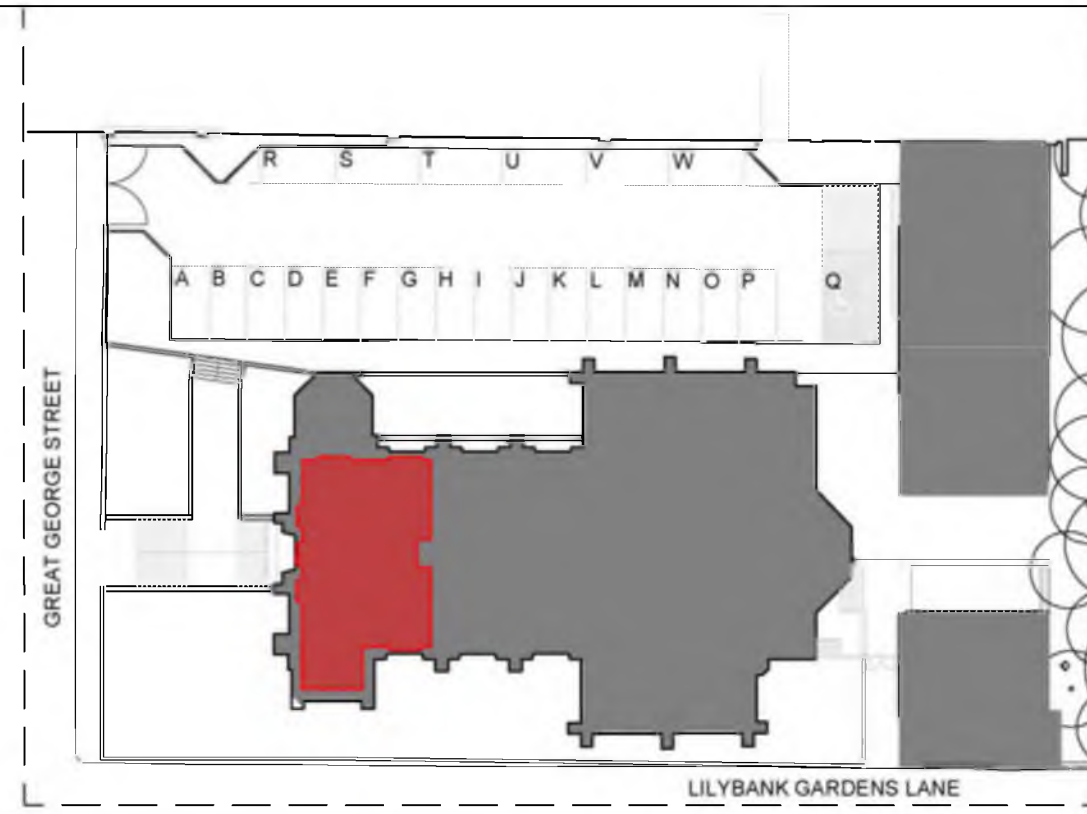 R S T U V W
A B C D E F G H I J K L M N O P Q
GREAT GEORGE STREET
LILYBANK GARDENS LANE